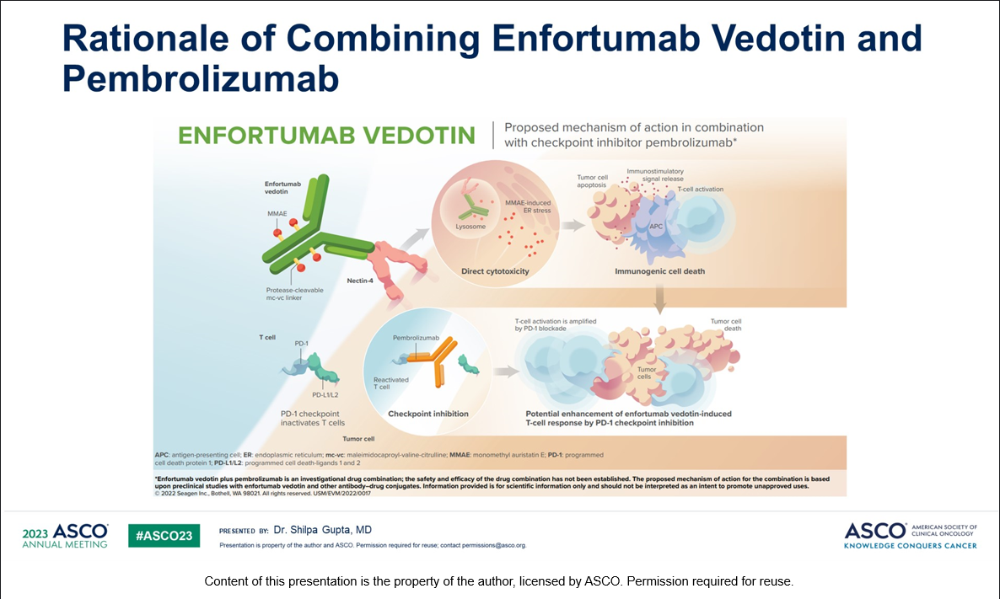 Rationale of Combining Enfortumab Vedotin and
Pembrolizumab
ENFORTUMAB VEDOTIN
Proposed mechanism of action in combination
with checkpoint inhibitor pembrolizumab*
Enfortumab
vedotin
MMAE
Protease-cleavable
mc-vc linker
Nectin-4
Lysosome
MMAE-induced
ER stress
Direct cytotoxicity
Tumor cell
apoptosis
Immunostimulatory
signal release
T-cell activation
APC
Immunogenic cell death
T cell
PD-1
PD-L1/L2
PD-1 checkpoint
inactivates T cells
Tumor cell
Pembrolizumab
Reactivated
T cell
Checkpoint inhibition
T-cell activation is amplified
by PD-1 blockade
Tumor cell
death
Tumor
cells
Potential enhancement of enfortumab vedotin-induced
T-cell response by PD-1 checkpoint inhibition
APC: antigen-presenting cell; ER: endoplasmic reticulum; mc-vc: maleimidocaproyl-valine-citrulline; MMAE: monomethyl auristatin E; PD-1: programmed
cell death protein 1; PD-L1/L2: programmed cell death-ligands 1 and 2
*Enfortumab vedotin plus pembrolizumab is an investigational drug combination; the safety and efficacy of the drug combination has not been established. The proposed mechanism of action for the combination is based
upon preclinical studies with enfortumab vedotin and other antibody–drug conjugates. Information provided is for scientific information only and should not be interpreted as an intent to promote unapproved uses.
© 2022 Seagen Inc., Bothell, WA 98021. All rights reserved. USM/EVM/2022/0017
2023 ASCO®
ANNUAL MEETING
#ASCO23
PRESENTED BY: Dr. Shilpa Gupta, MD
Presentation is property of the author and ASCO. Permission required for reuse; contact permissions@asco.org.
ASCO® AMERICAN SOCIETY OF
CLINICAL ONCOLOGY
KNOWLEDGE CONQUERS CANCER
Content of this presentation is the property of the author, licensed by ASCO. Permission required for reuse.